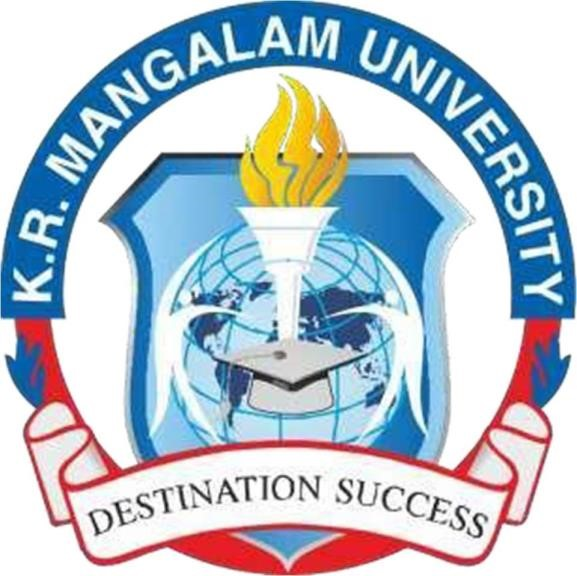 K.R. MANGALAM UNIVERSITY
DESTINATION SUCCESS